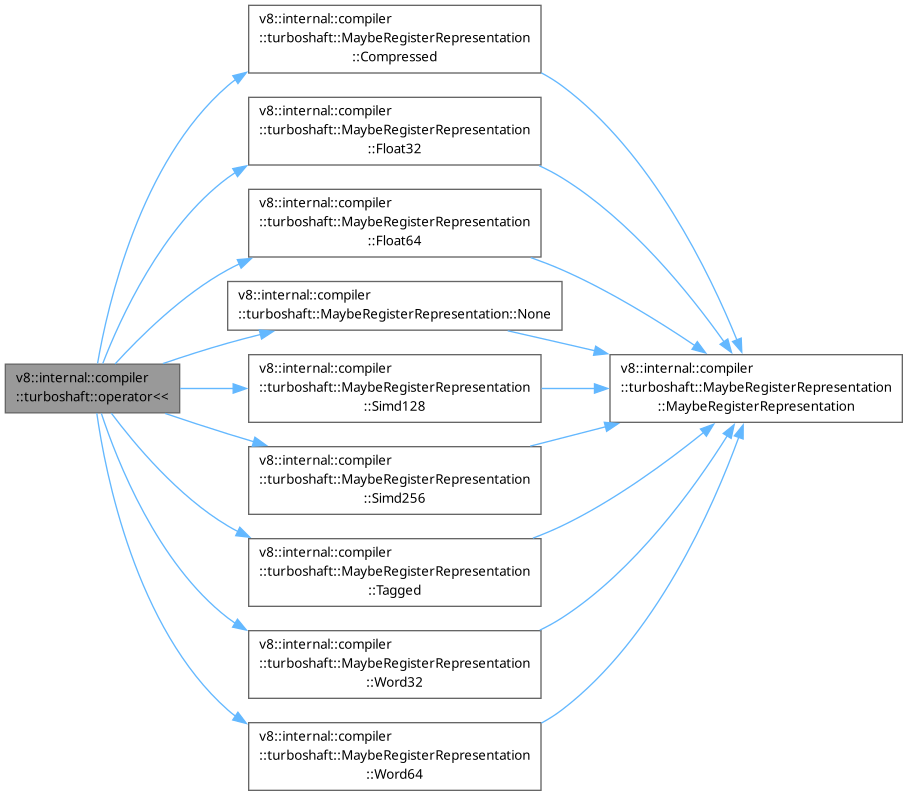 v8::internal::compiler
::turboshaft::MaybeRegisterRepresentation
::Compressed
v8::internal::compiler
::turboshaft::MaybeRegisterRepresentation
::Float32
v8::internal::compiler
::turboshaft::MaybeRegisterRepresentation
::Float64
v8::internal::compiler
::turboshaft::MaybeRegisterRepresentation::None
v8::internal::compiler
::turboshaft::operator<<
v8::internal::compiler
::turboshaft::MaybeRegisterRepresentation
::Simd128
v8::internal::compiler
::turboshaft::MaybeRegisterRepresentation
::MaybeRegisterRepresentation
v8::internal::compiler
::turboshaft::MaybeRegisterRepresentation
::Simd256
v8::internal::compiler
::turboshaft::MaybeRegisterRepresentation
::Tagged
v8::internal::compiler
::turboshaft::MaybeRegisterRepresentation
::Word32
v8::internal::compiler
::turboshaft::MaybeRegisterRepresentation
::Word64